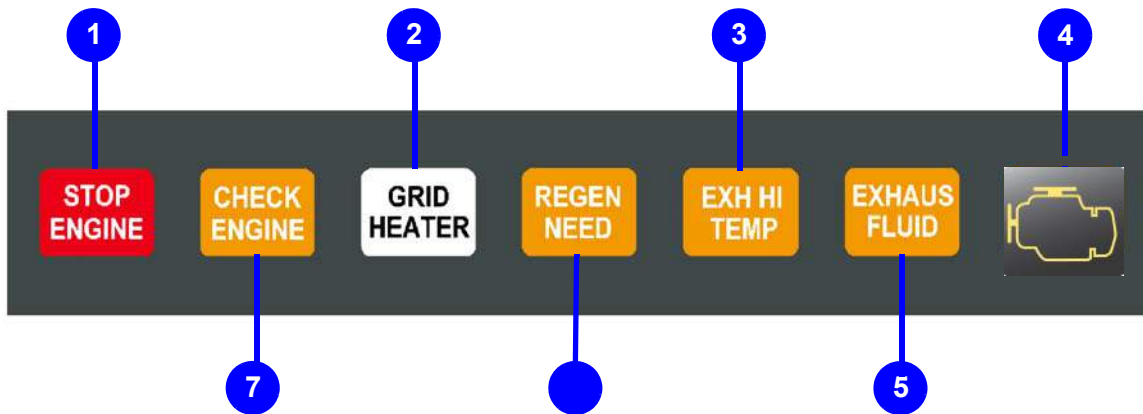 1
2
3
4
STOP
ENGINE
CHECK
ENGINE
GRID
HEATER
REGEN
NEED
EXH HI
TEMP
EXHAUS
FLUID
7
5